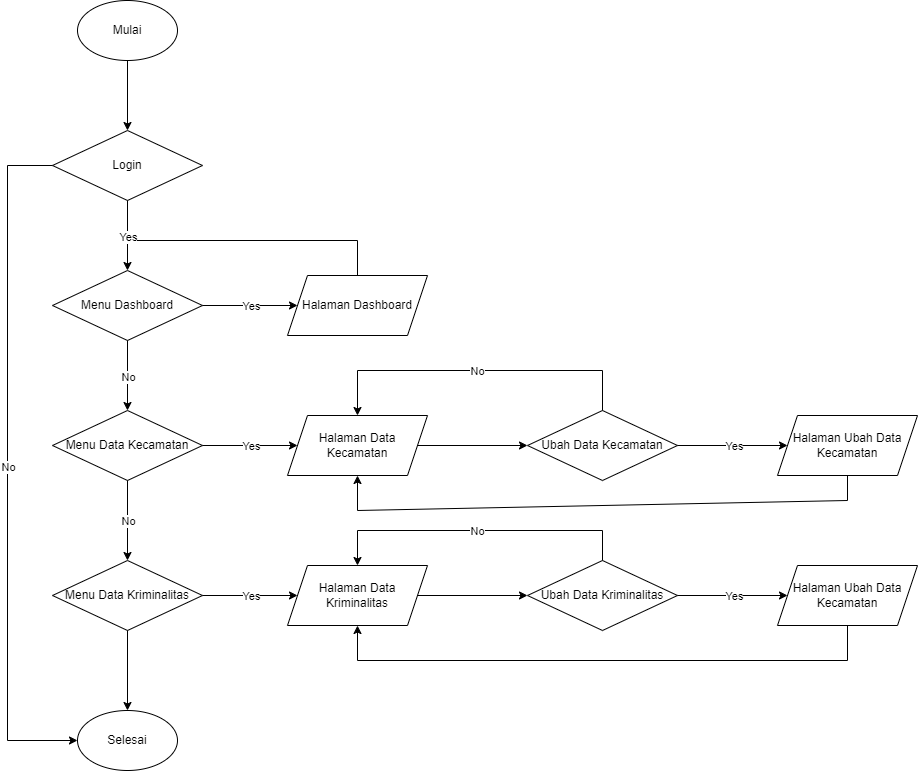 Mulai
Login
Yes
Menu Dashboard
Yes
Halaman Dashboard
No
No
Menu Data Kecamatan
Yes
Halaman Data
Kecamatan
Ubah Data Kecamatan
Yes
Halaman Ubah Data
Kecamatan
No
No
No
Menu Data Kriminalitas
Yes
Halaman Data
Kriminalitas
Ubah Data Kriminalitas
Yes
Halaman Ubah Data
Kecamatan
Selesai